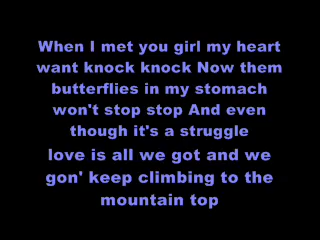 When I met you girl my heart
want knock knock Now them
butterflies in my stomach
won't stop stop And even
though it's a struggle
love is all we got and we
gon' keep climbing to the
mountain top